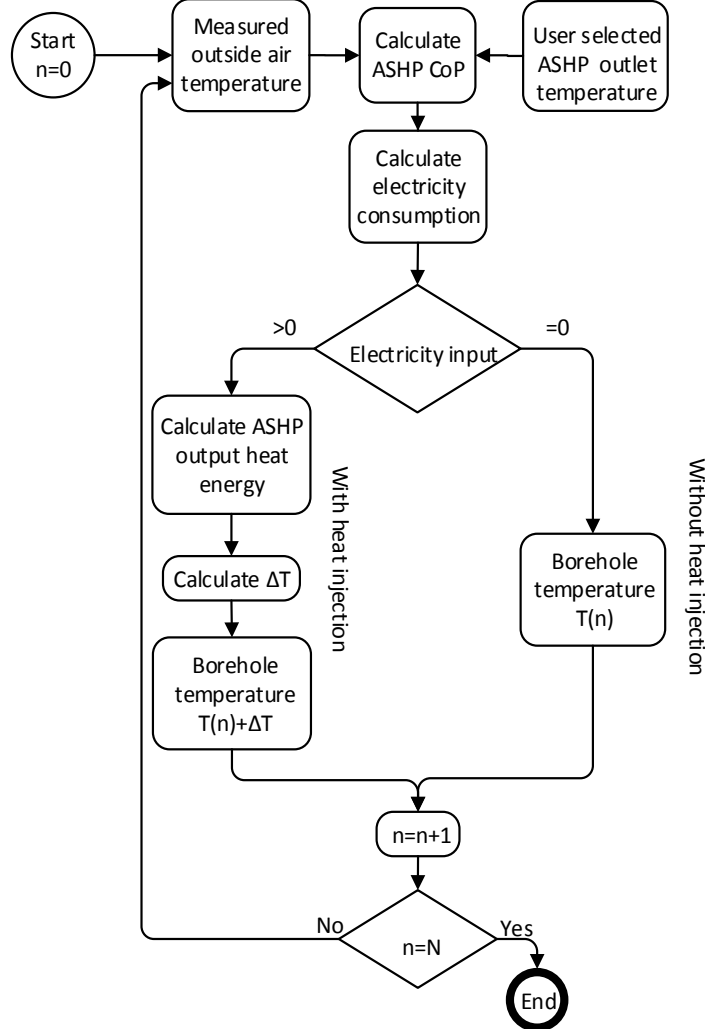 Start
n=0
Measured
outside air
temperature
Calculate
ASHP CoP
User selected
ASHP outlet
temperature
Calculate
electricity
consumption
>0
=0
Electricity input
Calculate ASHP
output heat
energy
With heat injection
Without heat injection
Calculate ΔT
Borehole
temperature
T(n)
Borehole
temperature
T(n)+ΔT
n=n+1
No
Yes
n=N
End